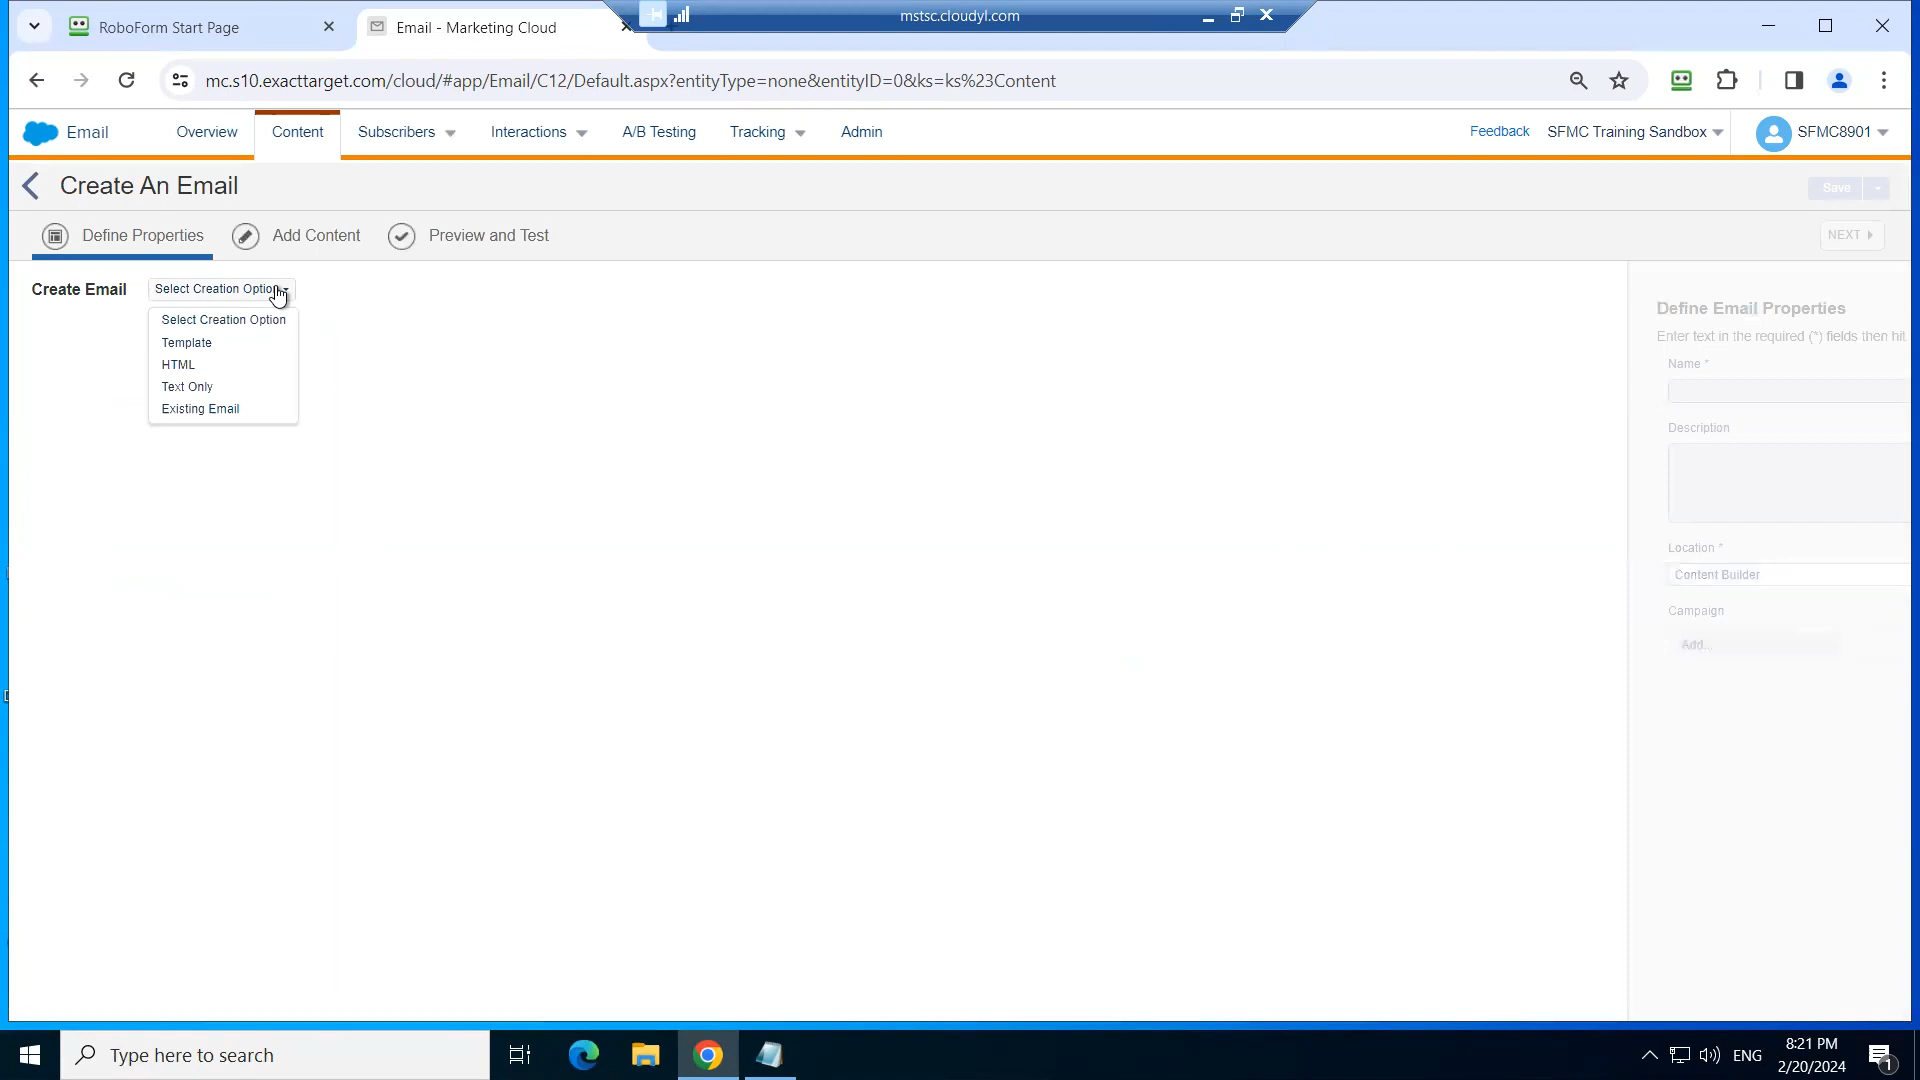 RoboForm Start Page
Email - Marketing Cloud
mstsc.cloudyl.com
mc.s10.exacttarget.com/cloud/#app/Email/C12/Default.aspx?entityType=none&entityID=0&ks=ks%23Content
Email
Overview
Content
Subscribers
Interactions
A/B Testing
Tracking
Admin
Feedback
SFMC Training Sandbox
SFMC8901
Create An Email
Save
Define Properties
Add Content
Preview and Test
NEXT
Create Email
Select Creation Option
Select Creation Option
Template
HTML
Text Only
Existing Email
Define Email Properties
Enter text in the required (*) fields then hit
Name *
Description
Location *
Content Builder
Campaign
Add...
Type here to search
ENG
8:21 PM
2/20/2024
1